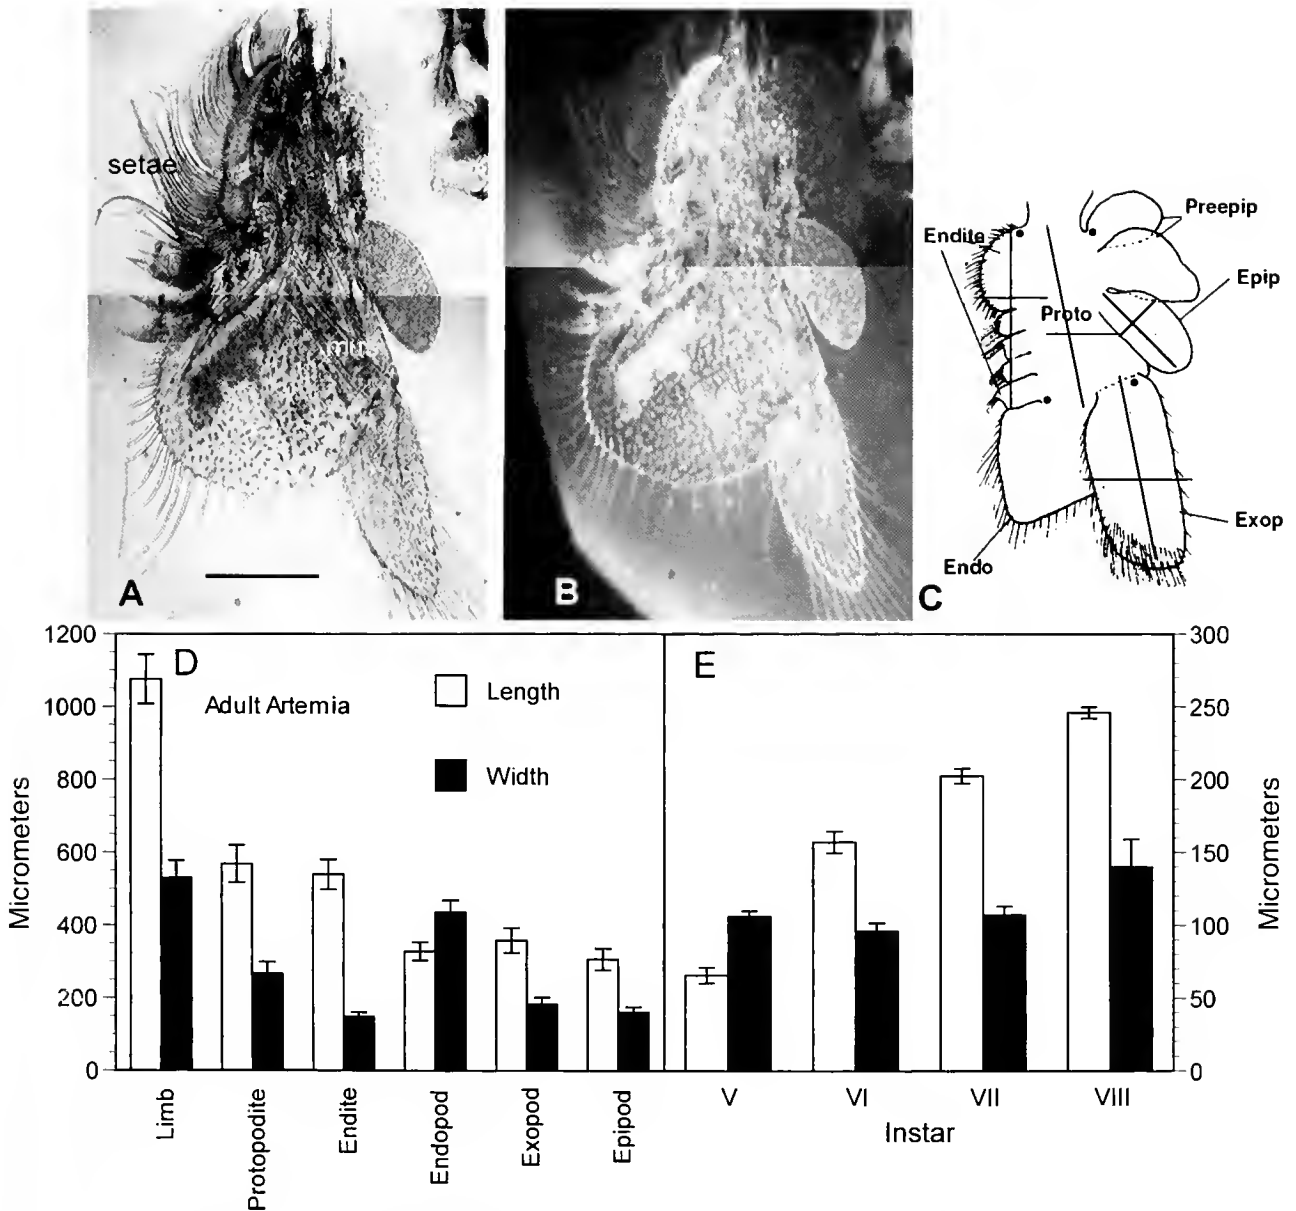 setae
mu
A
B
Endite
Preepip
Epip
Proto
Exop
Endo
C
1200
1000
800
600
400
200
0
Micrometers
D
Adult Artemia
Length
Width
Limb
Protopodite
Endite
Endopod
Exopod
Epipod
E
300
250
200
150
100
50
0
Micrometers
V
VI
VII
VIII
Instar